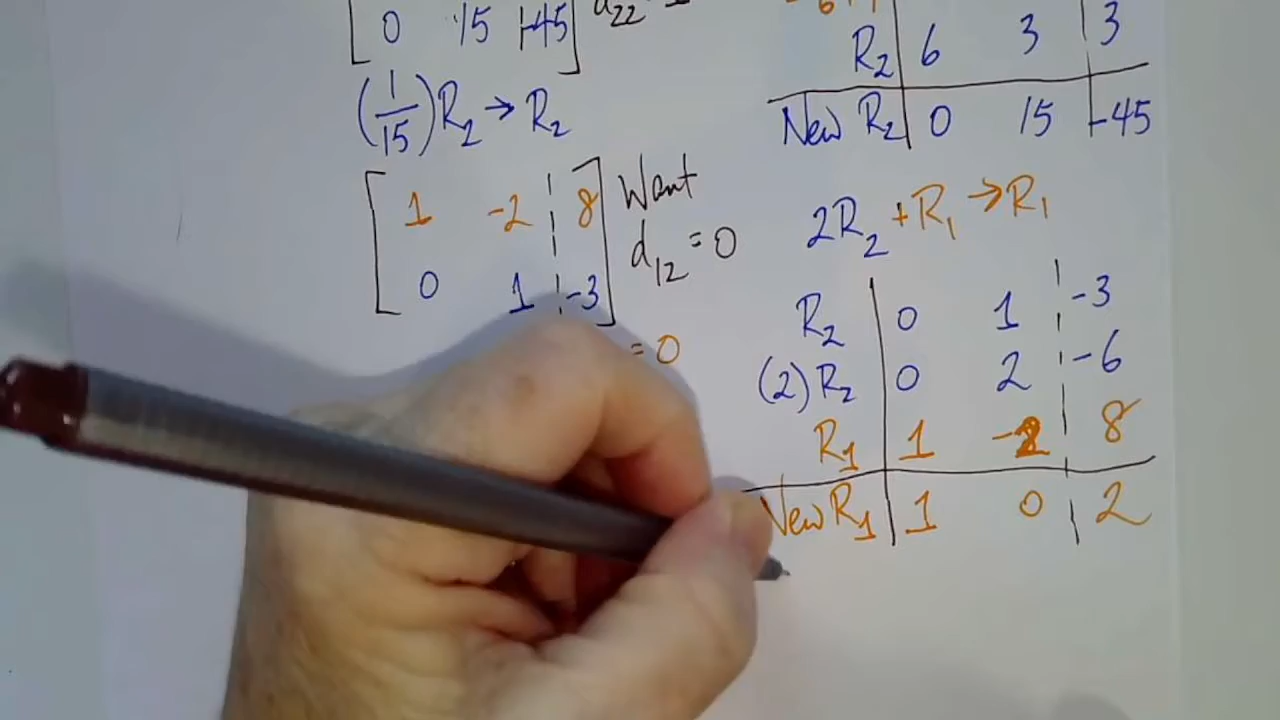 0 15 -45
(1/15)R₂ → R₂
1 -2 8
0 1 -3
Want
d₁₂ = 0
= 0
R₂ 6 3 3
New R₂ 0 15 -45
2R₂ + R₁ → R₁
R₂ 0 1 -3
(2)R₂ 0 2 -6
R₁ 1 -2 8
New R₁ 1 0 2